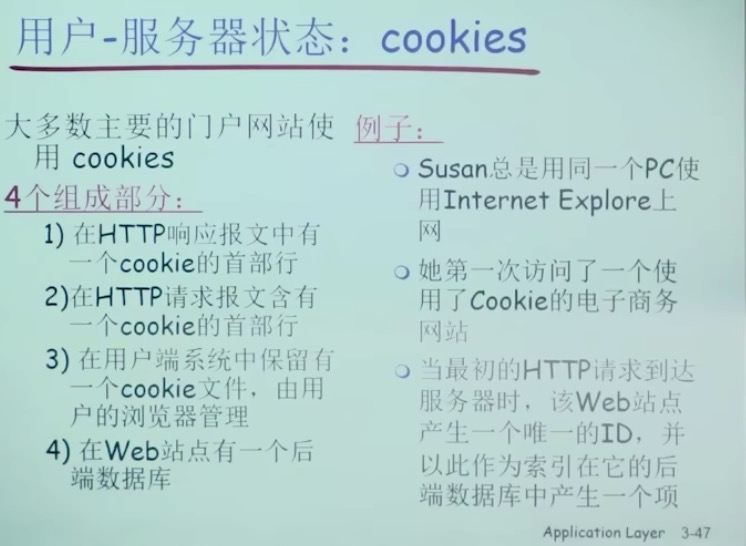 用户-服务器状态：cookies
大多数主要的门户网站使
用 cookies
4个组成部分：
1) 在HTTP响应报文中有
一个cookie的首部行
2)在HTTP请求报文含有
一个cookie的首部行
3) 在用户端系统中保留有
一个cookie文件，由用
户的浏览器管理
4) 在Web站点有一个后
端数据库
例子：
Susan总是用同一个PC使
用Internet Explore上
网
她第一次访问了一个使
用了Cookie的电子商务
网站
当最初的HTTP请求到达
服务器时，该Web站点
产生一个唯一的ID，并
以此作为索引在它的后
端数据库中产生一个项
Application Layer 3-47